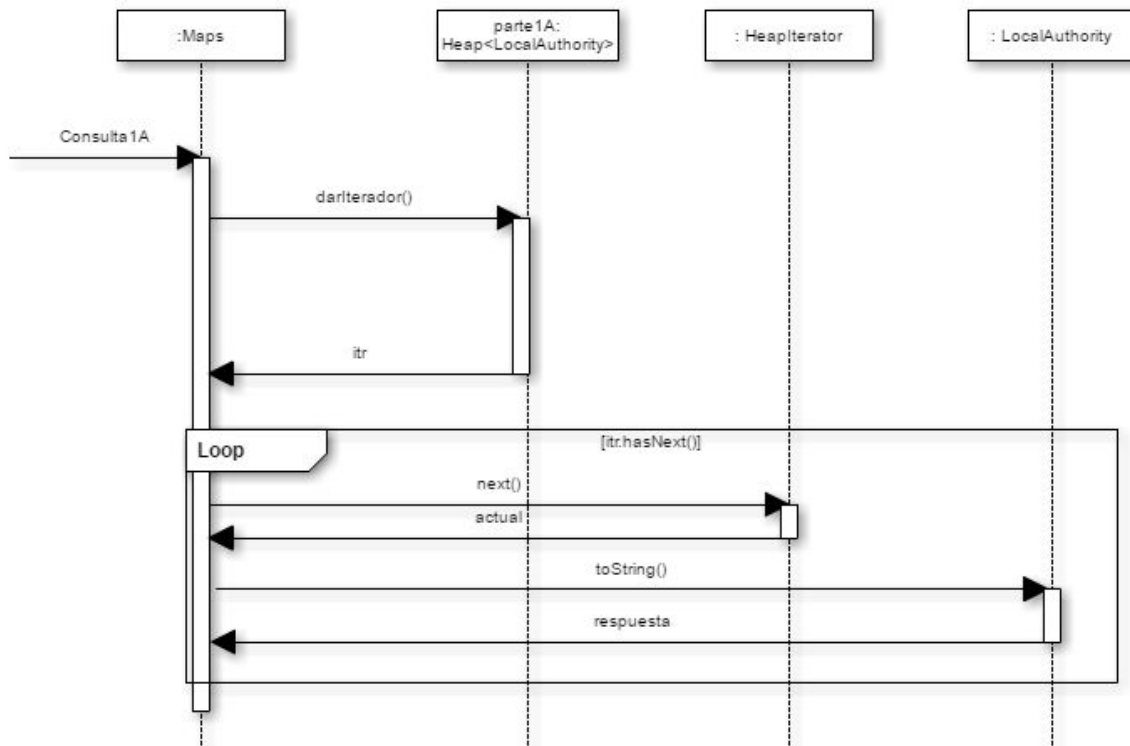 :Maps
parte1A:
Heap<LocalAuthority>
: HeapIterator
: LocalAuthority
Consulta1A
darIterador()
itr
Loop
[itr.hasNext()]
next()
actual
toString()
respuesta